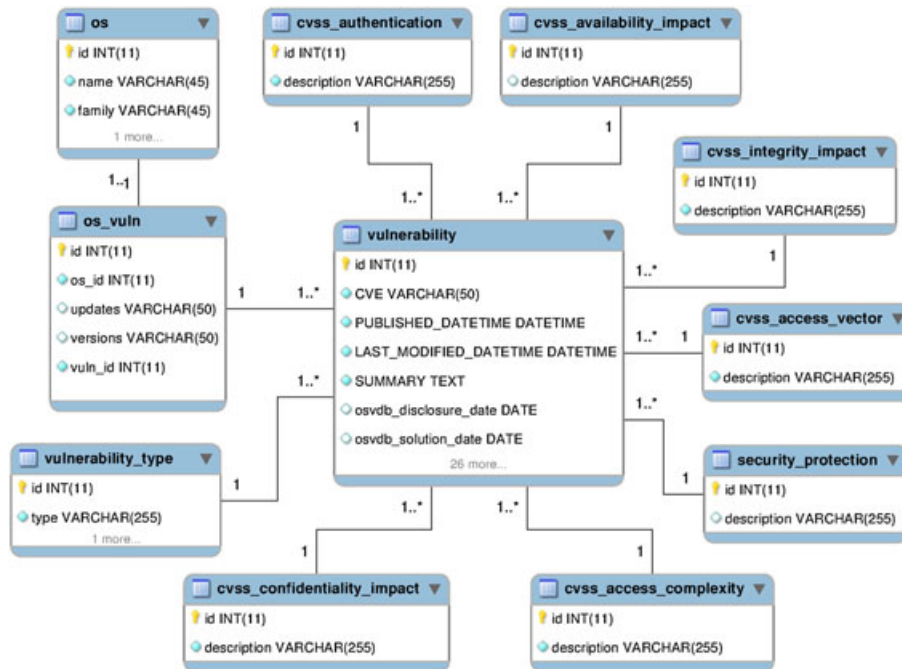 os
id INT(11)
name VARCHAR(45)
family VARCHAR(45)
1 more...
cvss_authentication
id INT(11)
description VARCHAR(255)
cvss_availability_impact
id INT(11)
description VARCHAR(255)
1
1
cvss_integrity_impact
id INT(11)
description VARCHAR(255)
1..
1
1..*
1..*
1
os_vuln
id INT(11)
os_id INT(11)
updates VARCHAR(50)
versions VARCHAR(50)
vuln_id INT(11)
1
1..*
vulnerability
id INT(11)
CVE VARCHAR(50)
PUBLISHED_DATETIME DATETIME
LAST_MODIFIED_DATETIME DATETIME
SUMMARY TEXT
osvdb_disclosure_date DATE
osvdb_solution_date DATE
26 more...
1..*
1..*
1
cvss_access_vector
id INT(11)
description VARCHAR(255)
1..*
1..*
vulnerability_type
id INT(11)
type VARCHAR(255)
1 more...
1
1
security_protection
id INT(11)
description VARCHAR(255)
1..*
1..*
1
1
cvss_confidentiality_impact
id INT(11)
description VARCHAR(255)
cvss_access_complexity
id INT(11)
description VARCHAR(255)